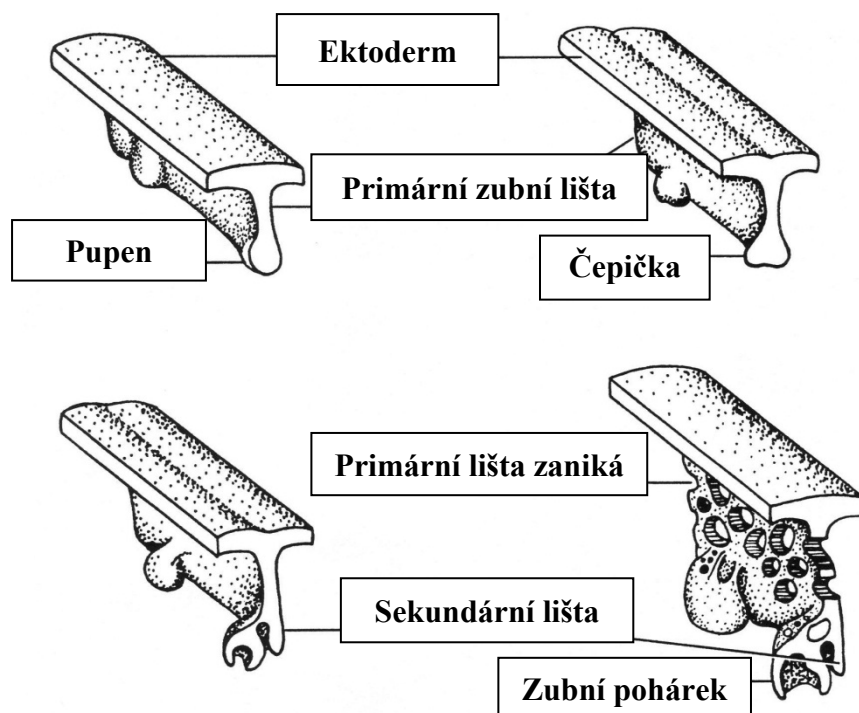 Ektoderm
Primární zubní lišta
Pupen
Čepička
Primární lišta zaniká
Sekundární lišta
Zubní pohárek